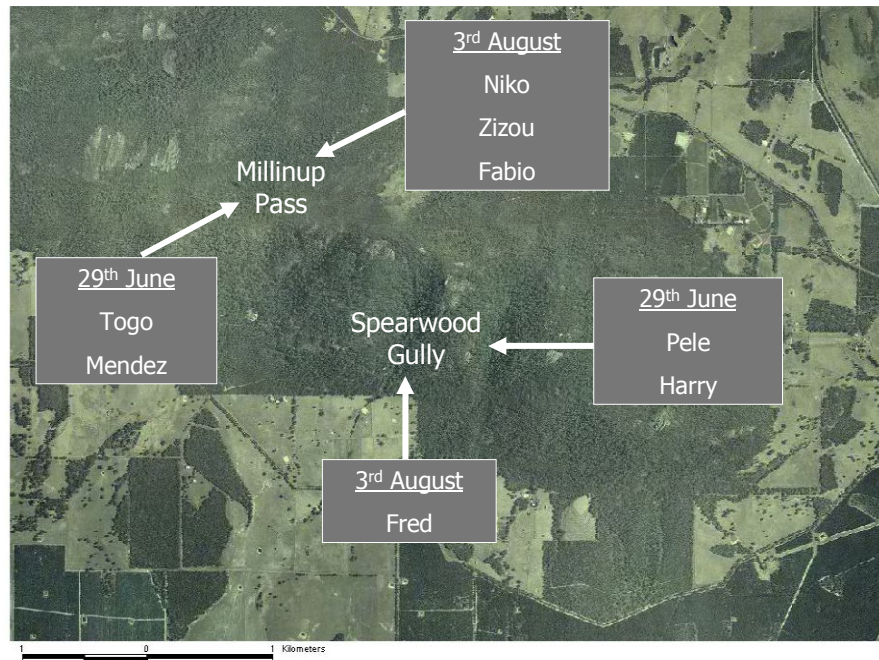 3rd August
Niko
Zizou
Fabio
Millinup
Pass
29th June
Togo
Mendez
Spearwood
Gully
29th June
Pele
Harry
3rd August
Fred
1 0 1 Kilometers